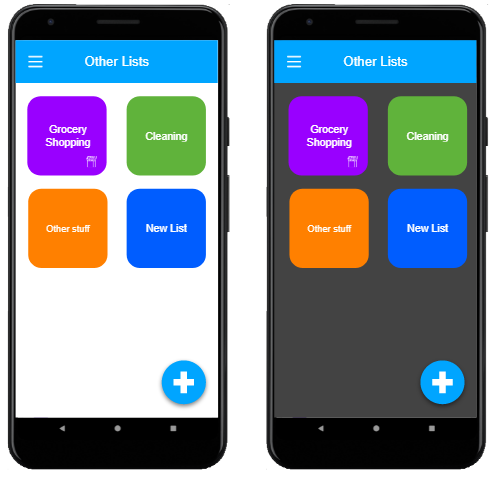 Other Lists
Grocery
Shopping
Cleaning
Other stuff
New List
Other Lists
Grocery
Shopping
Cleaning
Other stuff
New List